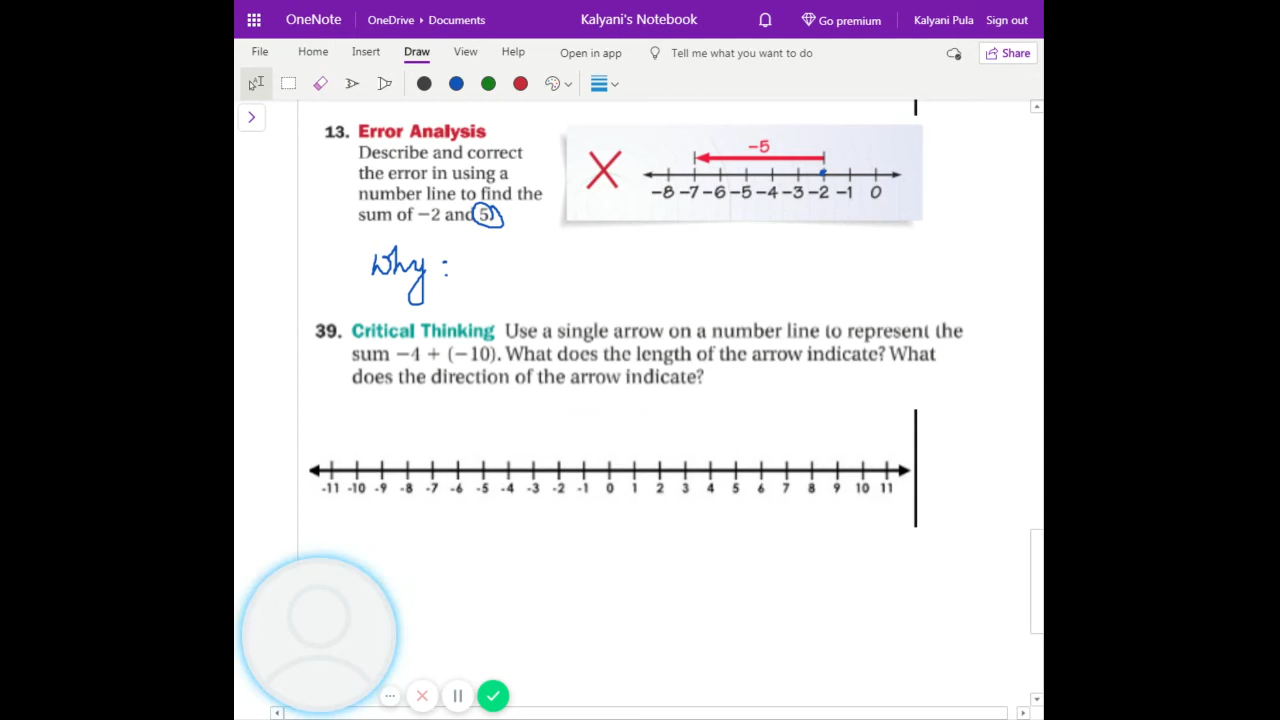 OneNote OneDrive › Documents Kalyani's Notebook Go premium Kalyani Pula Sign out
File Home Insert Draw View Help Open in app Tell me what you want to do Share
13. Error Analysis
Describe and correct
the error in using a
number line to find the
sum of −2 and 5.
−5
−8 −7 −6 −5 −4 −3 −2 −1 0
Why :
39. Critical Thinking Use a single arrow on a number line to represent the
sum −4 + (−10). What does the length of the arrow indicate? What
does the direction of the arrow indicate?
-11 -10 -9 -8 -7 -6 -5 -4 -3 -2 -1 0 1 2 3 4 5 6 7 8 9 10 11